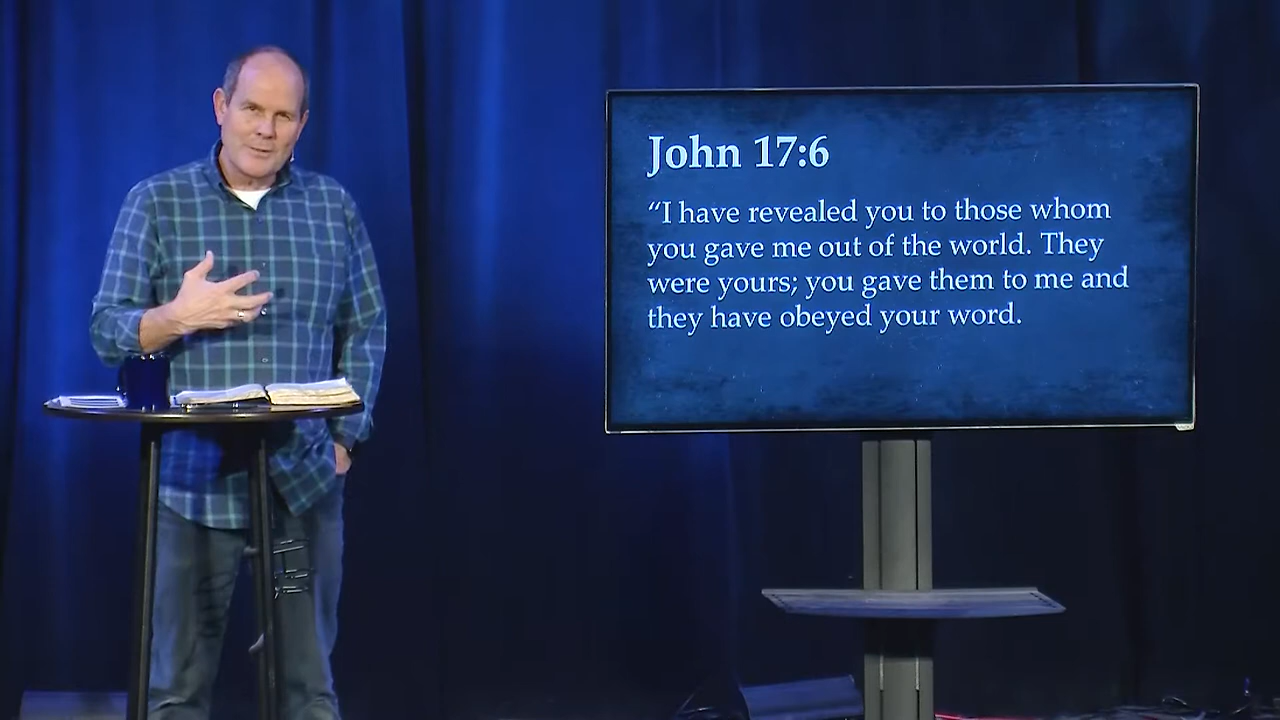 John 17:6
“I have revealed you to those whom
you gave me out of the world. They
were yours; you gave them to me and
they have obeyed your word.